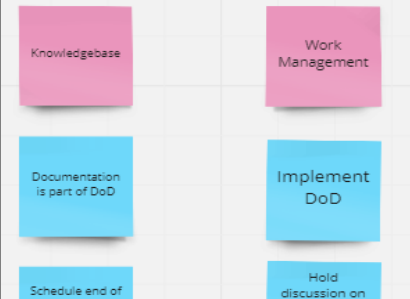 Knowledgebase
Work
Management
Documentation
is part of DoD
Implement
DoD
Schedule end of
Hold
discussion on